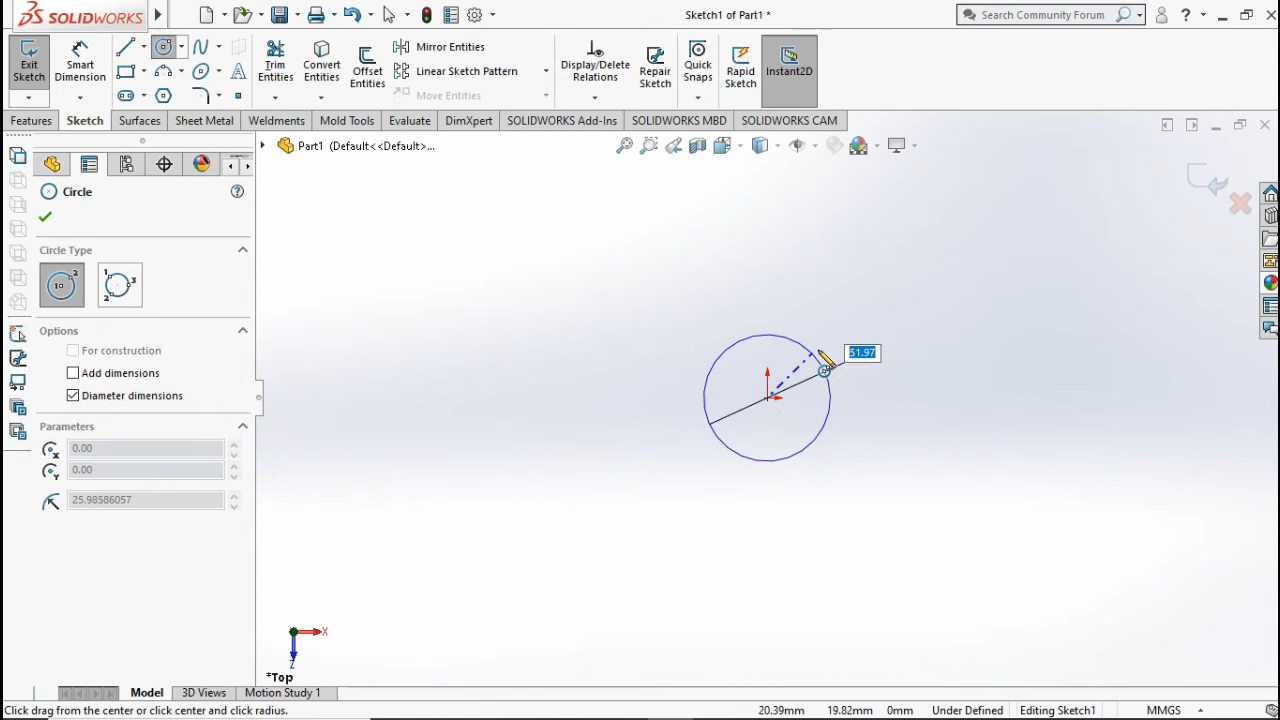 SOLIDWORKS
Sketch1 of Part1 *
Search Community Forum
?
Exit Sketch
Smart Dimension
Trim Entities
Convert Entities
Offset Entities
Mirror Entities
Linear Sketch Pattern
Move Entities
Display/Delete Relations
Repair Sketch
Quick Snaps
Rapid Sketch
Instant2D
Features
Sketch
Surfaces
Sheet Metal
Weldments
Mold Tools
Evaluate
DimXpert
SOLIDWORKS Add-Ins
SOLIDWORKS MBD
SOLIDWORKS CAM
Part1 (Default<<Default>...
Circle
?
Circle Type
Options
For construction
Add dimensions
Diameter dimensions
Parameters
0.00
0.00
25.98586057
51.97
X
Z
*Top
Model
3D Views
Motion Study 1
Click drag from the center or click center and click radius.
20.39mm
19.82mm
0mm
Under Defined
Editing Sketch1
MMGS